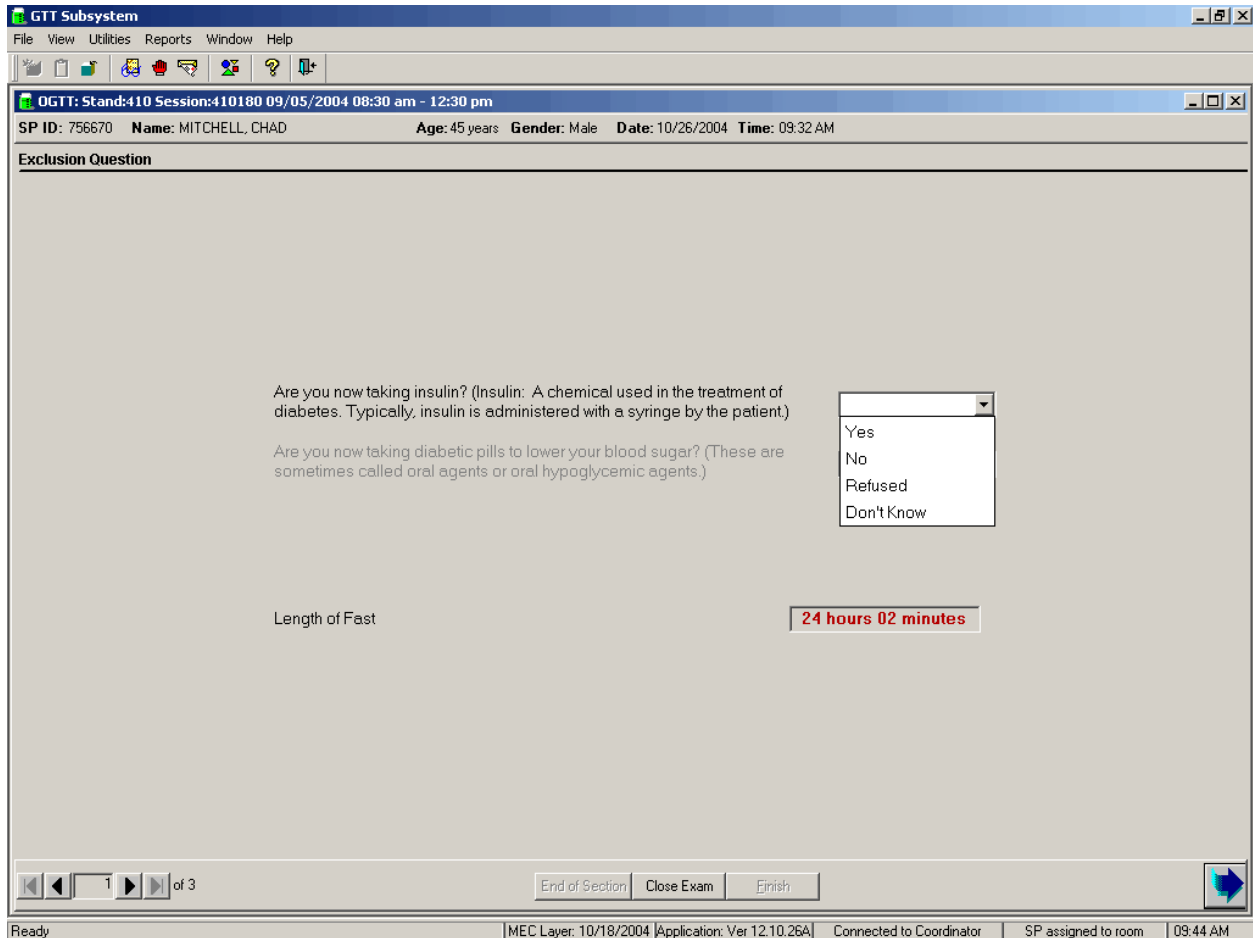 GTT Subsystem
File View Utilities Reports Window Help
OGTT: Stand:410 Session:410180 09/05/2004 08:30 am - 12:30 pm
SP ID: 756670 Name: MITCHELL, CHAD Age: 45 years Gender: Male Date: 10/26/2004 Time: 09:32 AM
Exclusion Question
Are you now taking insulin? (Insulin: A chemical used in the treatment of
diabetes. Typically, insulin is administered with a syringe by the patient.)
Are you now taking diabetic pills to lower your blood sugar? (These are
sometimes called oral agents or oral hypoglycemic agents.)
Yes
No
Refused
Don't Know
Length of Fast 24 hours 02 minutes
1 of 3 End of Section Close Exam Finish
Ready MEC Layer: 10/18/2004 Application: Ver 12.10.26A Connected to Coordinator SP assigned to room 09:44 AM